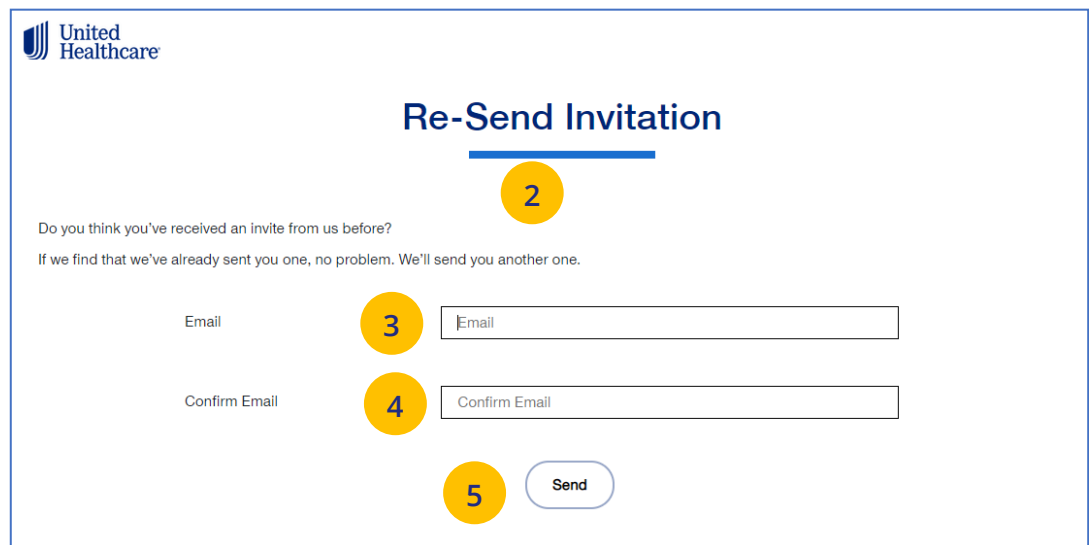 United
Healthcare
Re-Send Invitation
2
Do you think you've received an invite from us before?
If we find that we've already sent you one, no problem. We'll send you another one.
Email
3
Email
Confirm Email
4
Confirm Email
5
Send